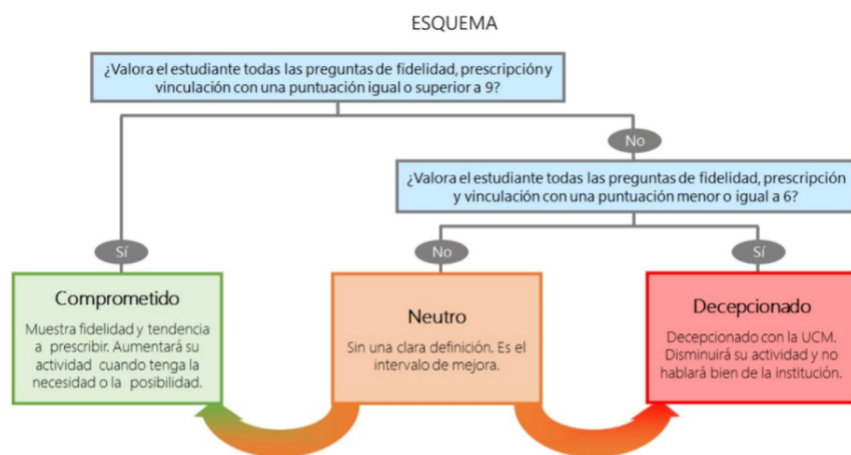 ESQUEMA
¿Valora el estudiante todas las preguntas de fidelidad, prescripción y
vinculación con una puntuación igual o superior a 9?
No
¿Valora el estudiante todas las preguntas de fidelidad, prescripción
y vinculación con una puntuación menor o igual a 6?
Sí
No
Sí
Comprometido
Muestra fidelidad y tendencia
a prescribir. Aumentará su
actividad cuando tenga la
necesidad o la posibilidad.
Neutro
Sin una clara definición. Es el
intervalo de mejora.
Decepcionado
Decepcionado con la UCM.
Disminuirá su actividad y no
hablará bien de la institución.